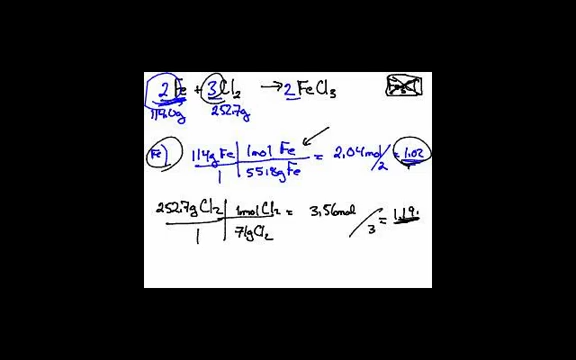 2Fe + 3Cl₂ → 2FeCl₃
114.0g 252.7g
Fe) 114g Fe | 1mol Fe = 2.04mol/2 = 1.02
1 | 55.8g Fe
252.7g Cl₂ | 1mol Cl₂ = 3.56mol /3 = 1.19
1 | 71g Cl₂